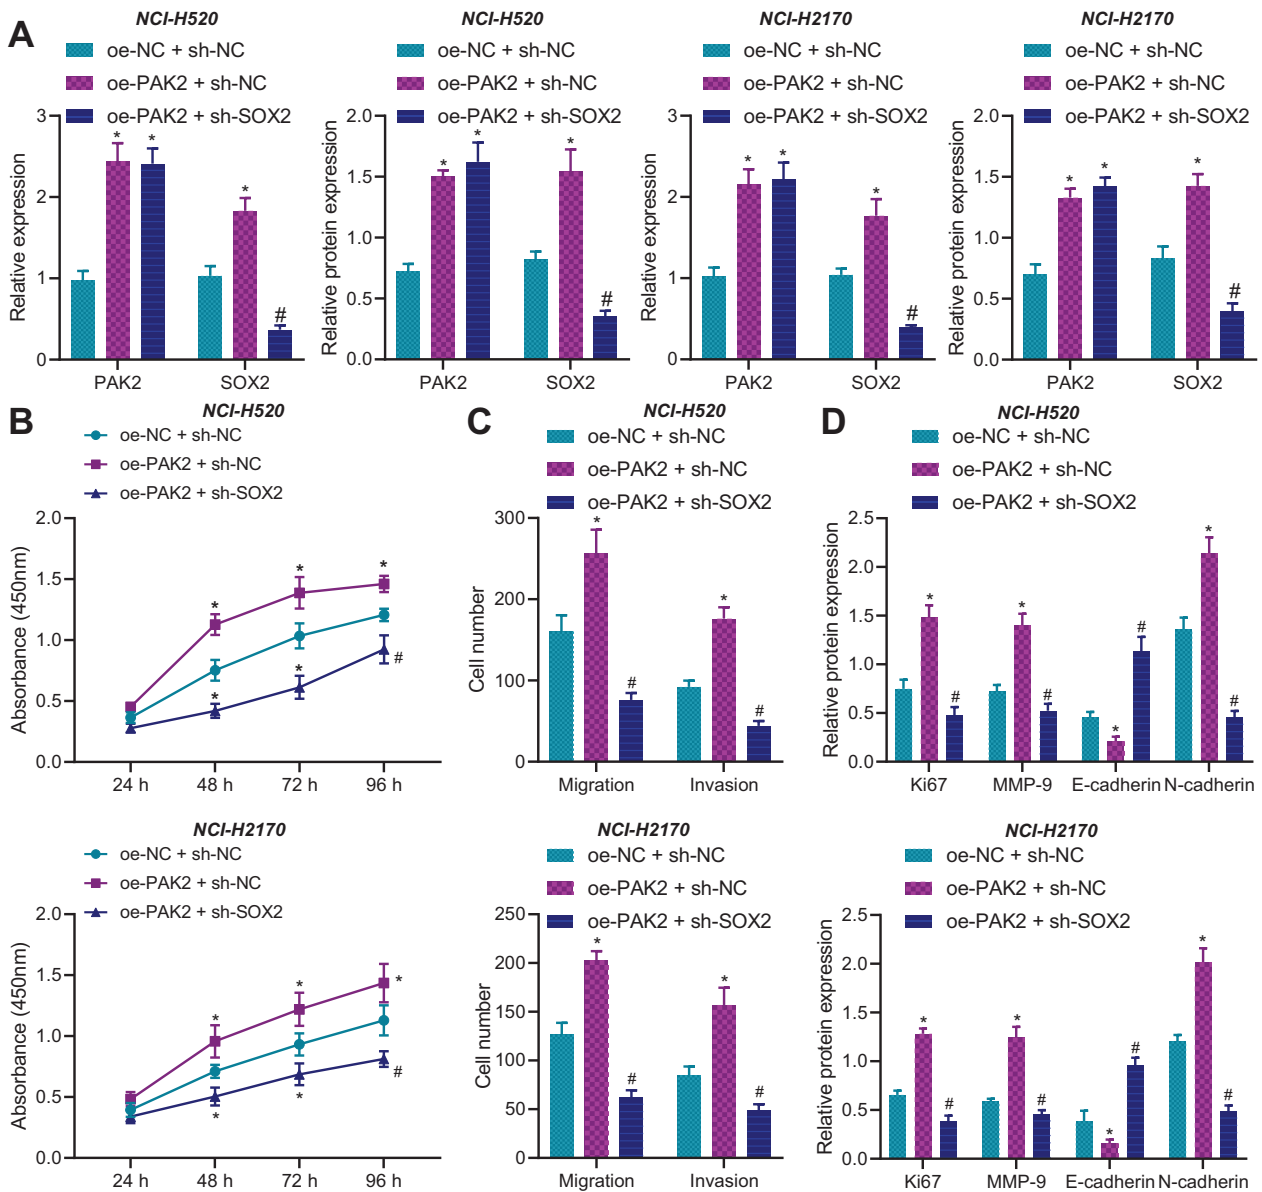 A
NCI-H520
oe-NC + sh-NC
oe-PAK2 + sh-NC
oe-PAK2 + sh-SOX2
Relative expression
3
2
1
0
* * * #
PAK2 SOX2
NCI-H520
oe-NC + sh-NC
oe-PAK2 + sh-NC
oe-PAK2 + sh-SOX2
Relative protein expression
2.0
1.5
1.0
0.5
0.0
* * * #
PAK2 SOX2
NCI-H2170
oe-NC + sh-NC
oe-PAK2 + sh-NC
oe-PAK2 + sh-SOX2
Relative expression
3
2
1
0
* * * #
PAK2 SOX2
NCI-H2170
oe-NC + sh-NC
oe-PAK2 + sh-NC
oe-PAK2 + sh-SOX2
Relative protein expression
2.0
1.5
1.0
0.5
0.0
* * * #
PAK2 SOX2
B
NCI-H520
oe-NC + sh-NC
oe-PAK2 + sh-NC
oe-PAK2 + sh-SOX2
Absorbance (450nm)
2.0
1.5
1.0
0.5
0.0
* * *
* * #
24 h 48 h 72 h 96 h
NCI-H2170
oe-NC + sh-NC
oe-PAK2 + sh-NC
oe-PAK2 + sh-SOX2
Absorbance (450nm)
2.0
1.5
1.0
0.5
0.0
* * *
* * #
24 h 48 h 72 h 96 h
C
NCI-H520
oe-NC + sh-NC
oe-PAK2 + sh-NC
oe-PAK2 + sh-SOX2
Cell number
300
200
100
0
* # * #
Migration Invasion
NCI-H2170
oe-NC + sh-NC
oe-PAK2 + sh-NC
oe-PAK2 + sh-SOX2
Cell number
250
200
150
100
50
0
* # * #
Migration Invasion
D
NCI-H520
oe-NC + sh-NC
oe-PAK2 + sh-NC
oe-PAK2 + sh-SOX2
Relative protein expression
2.5
2.0
1.5
1.0
0.5
0.0
* # * # * # * #
Ki67 MMP-9 E-cadherin N-cadherin
NCI-H2170
oe-NC + sh-NC
oe-PAK2 + sh-NC
oe-PAK2 + sh-SOX2
Relative protein expression
2.5
2.0
1.5
1.0
0.5
0.0
* # * # * # * #
Ki67 MMP-9 E-cadherin N-cadherin